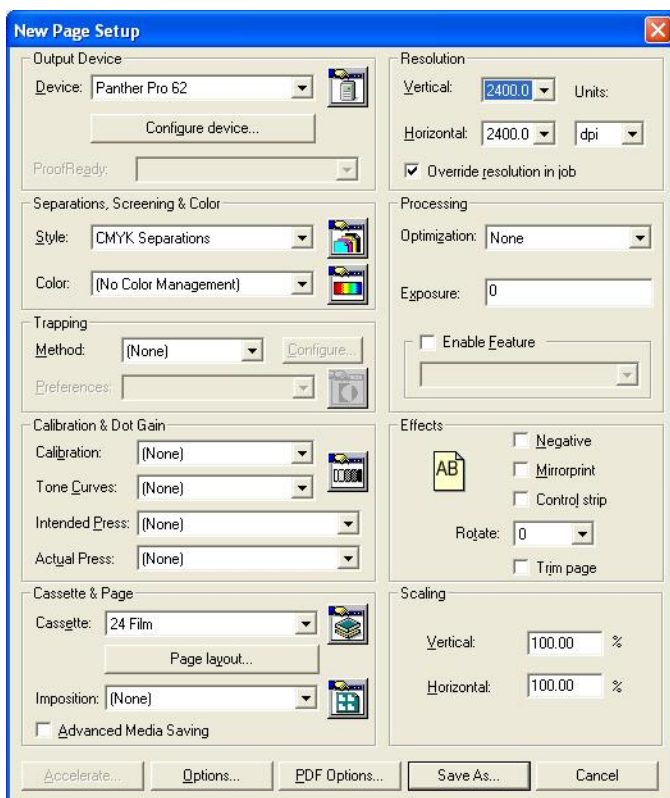 New Page Setup
Output Device
Device: Panther Pro 62
Configure device...
ProofReady:
Separations, Screening & Color
Style: CMYK Separations
Color: (No Color Management)
Trapping
Method: (None) Configure...
Preferences:
Calibration & Dot Gain
Calibration: (None)
Tone Curves: (None)
Intended Press: (None)
Actual Press: (None)
Cassette & Page
Cassette: 24 Film
Page layout...
Imposition: (None)
Advanced Media Saving
Resolution
Vertical: 2400.0 Units:
Horizontal: 2400.0 dpi
Override resolution in job
Processing
Optimization: None
Exposure: 0
Enable Feature
Effects
AB
Negative
Mirrorprint
Control strip
Rotate: 0
Trim page
Scaling
Vertical: 100.00 %
Horizontal: 100.00 %
Accelerate... Options... PDF Options... Save As... Cancel